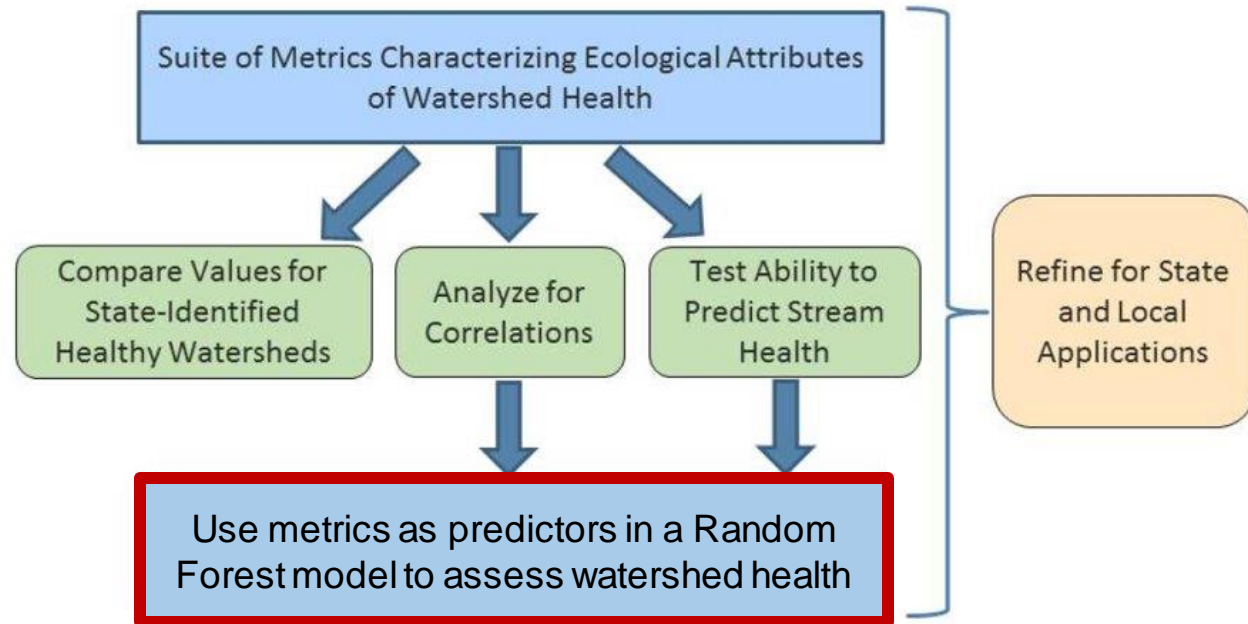 Suite of Metrics Characterizing Ecological Attributes
of Watershed Health
Compare Values for
State-Identified
Healthy Watersheds
Analyze for
Correlations
Test Ability to
Predict Stream
Health
Refine for State
and Local
Applications
Use metrics as predictors in a Random
Forest model to assess watershed health